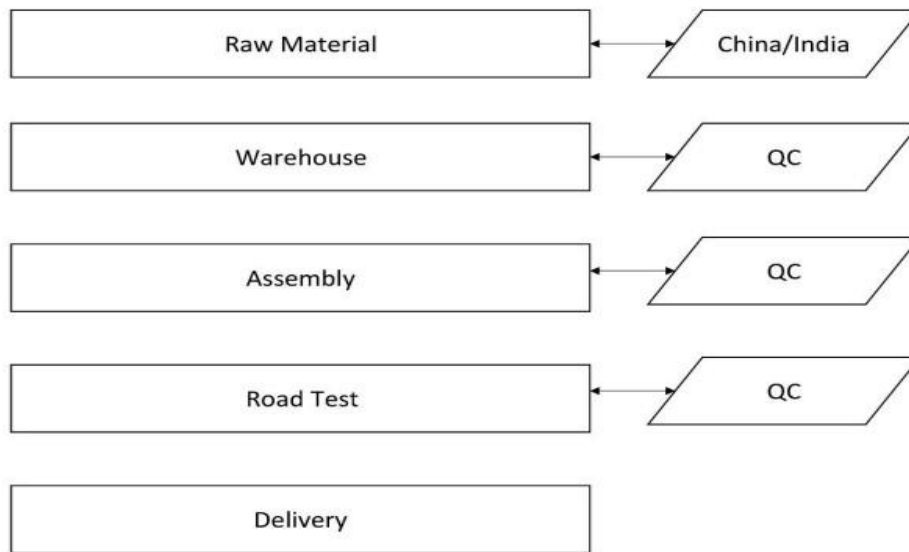 Raw Material
China/India
Warehouse
QC
Assembly
QC
Road Test
QC
Delivery